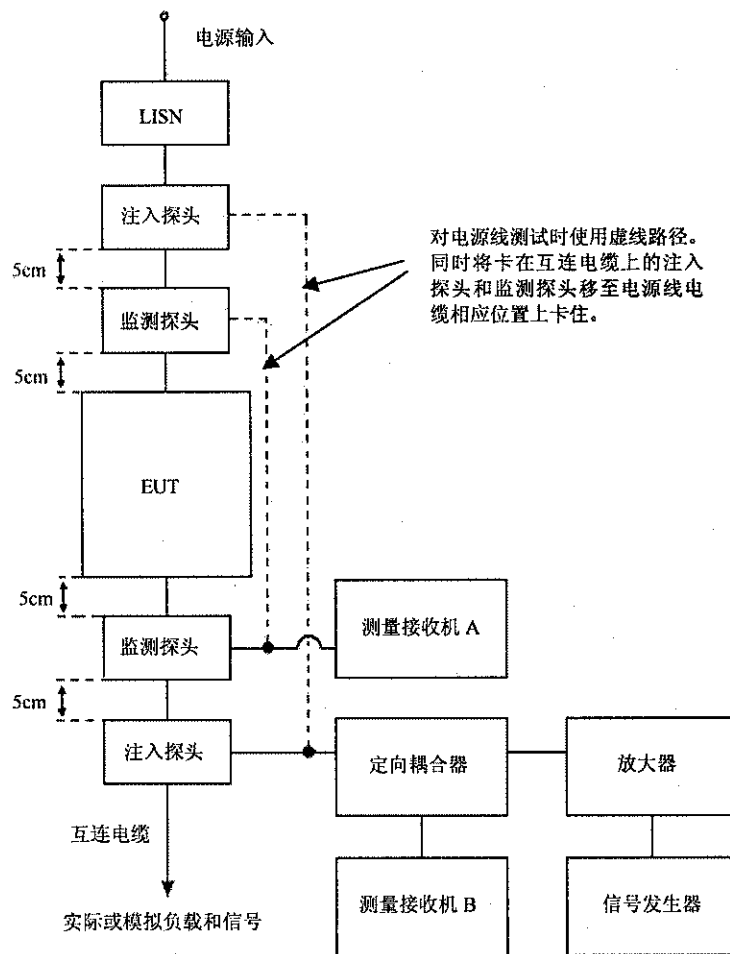 电源输入
LISN
注入探头
5cm
监测探头
5cm
EUT
对电源线测试时使用虚线路径。
同时将卡在互连电缆上的注入
探头和监测探头移至电源线电
缆相应位置上卡住。
5cm
监测探头
测量接收机 A
5cm
注入探头
定向耦合器
放大器
互连电缆
测量接收机 B
信号发生器
实际或模拟负载和信号